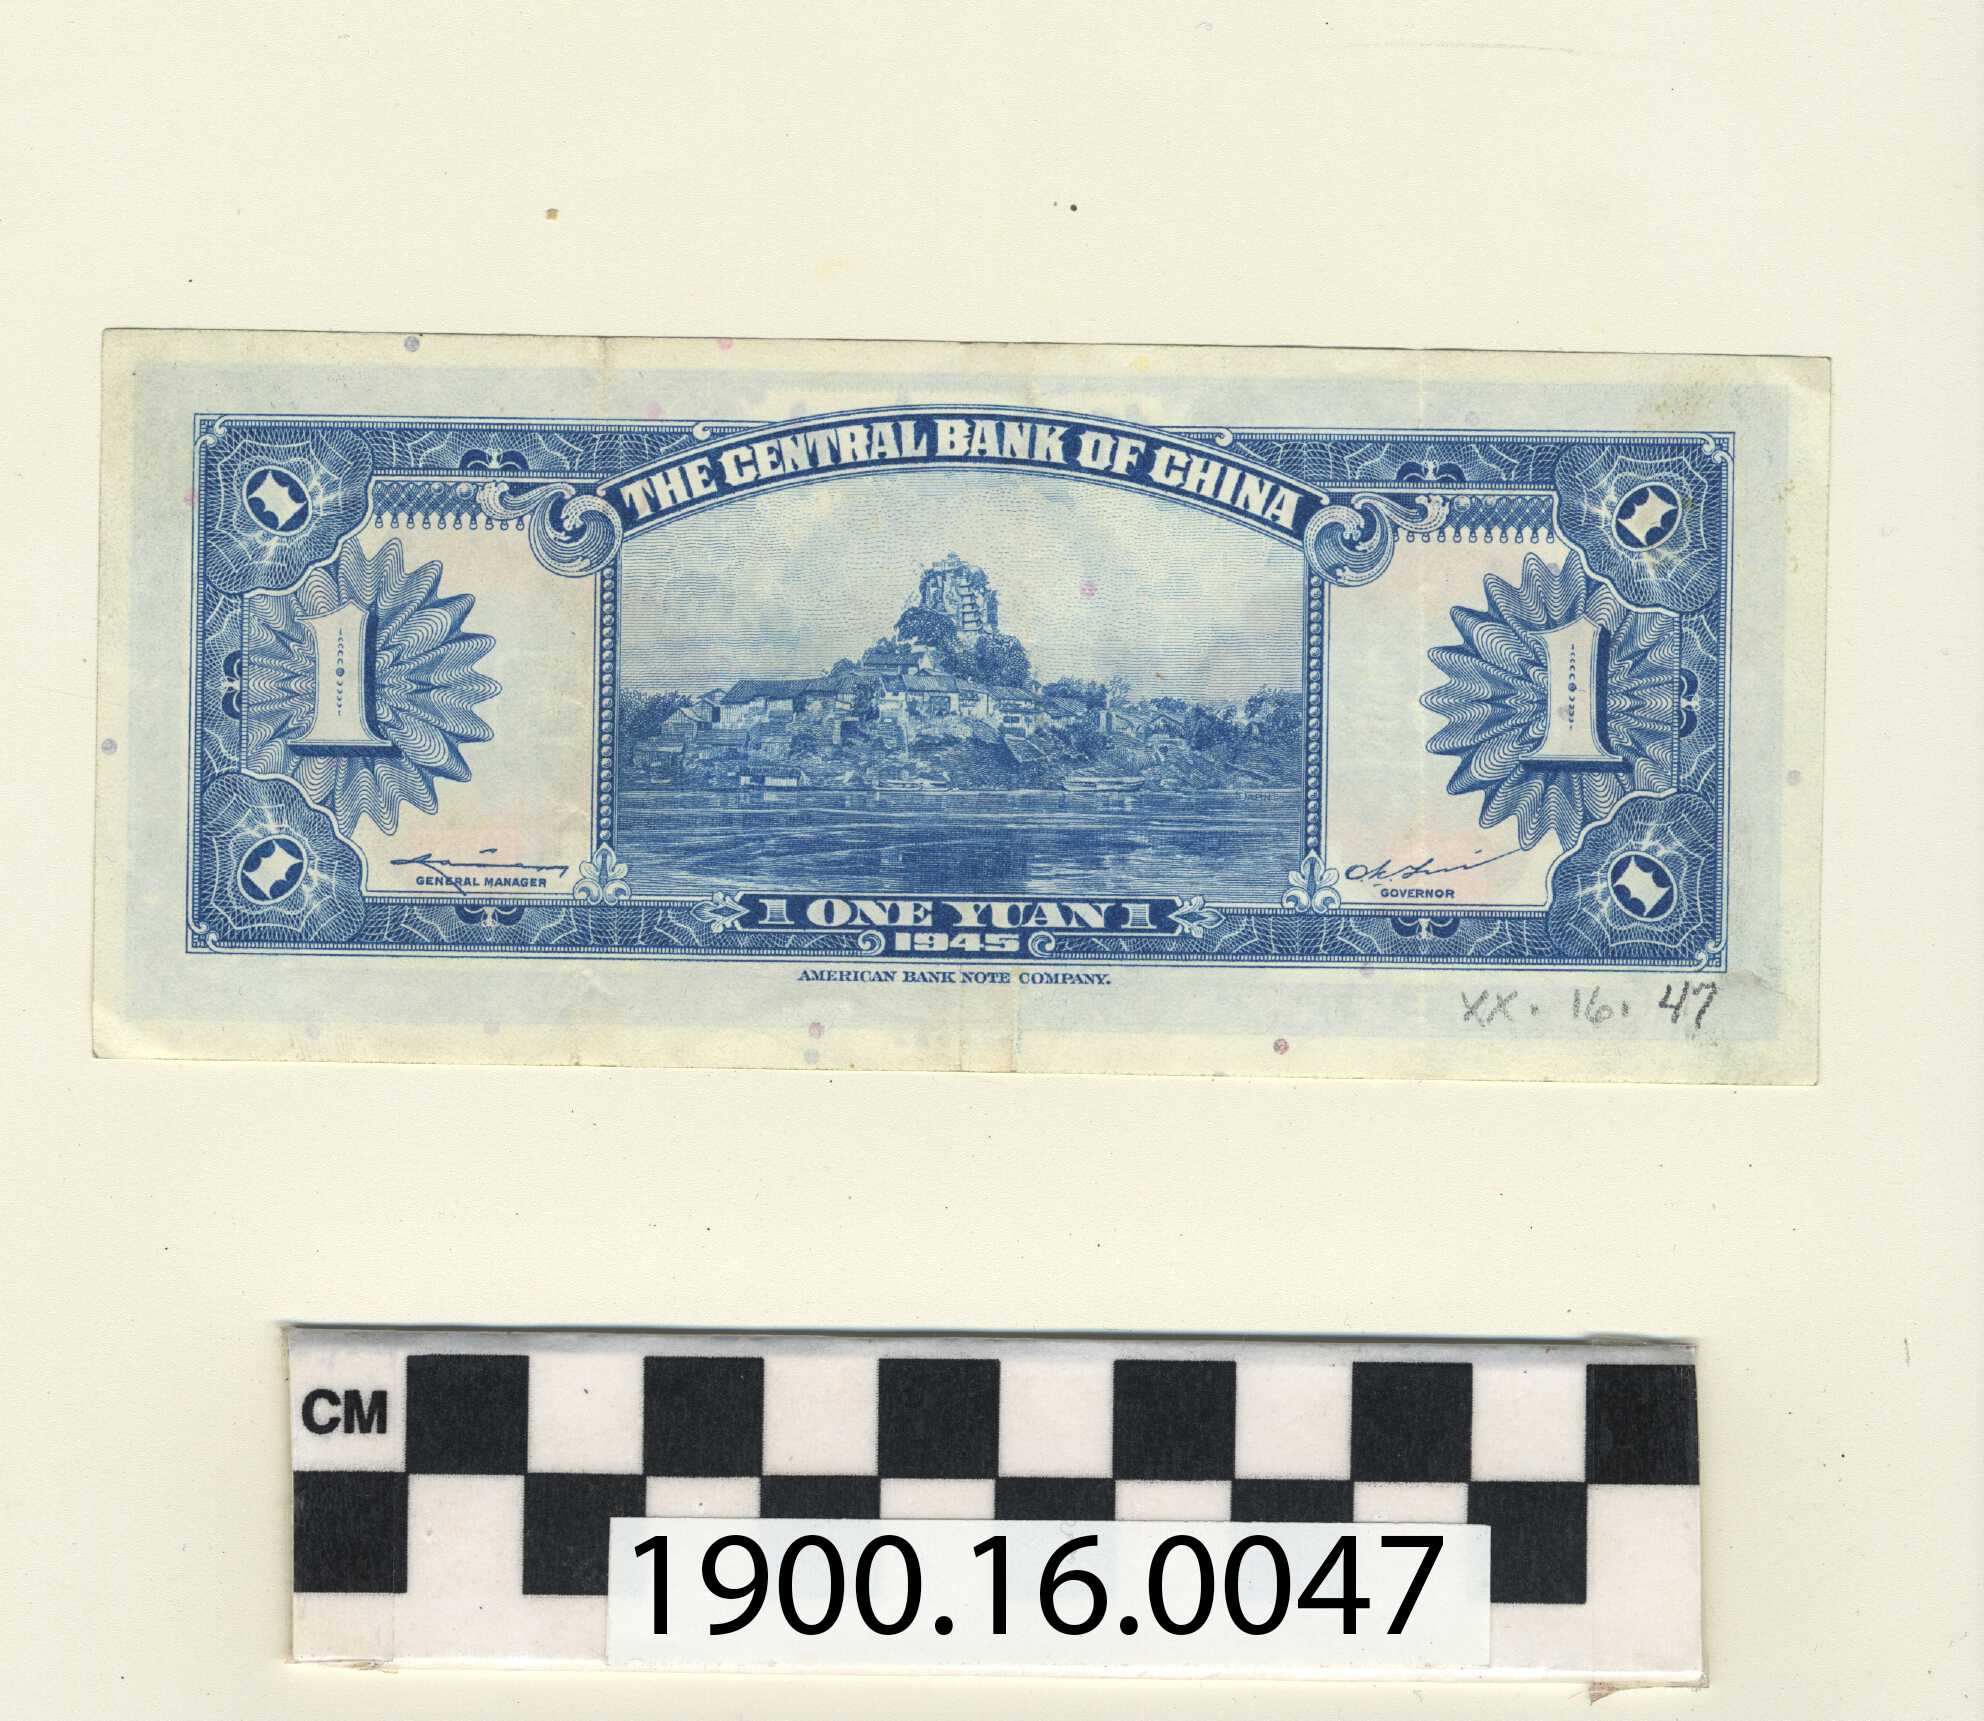 THE CENTRAL BANK OF CHINA
1 1
GENERAL MANAGER
GOVERNOR
1 ONE YUAN 1
1945
AMERICAN BANK NOTE COMPANY.
XX. 16. 47
CM
1900.16.0047